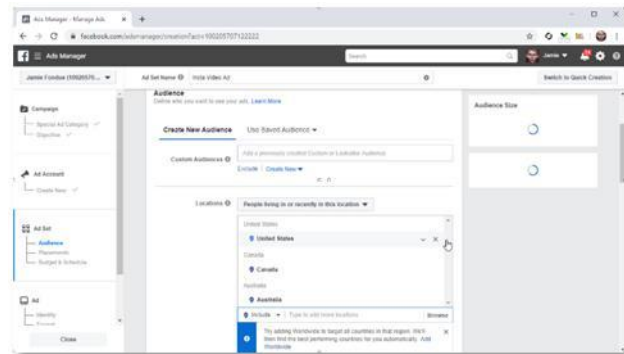 Ads Manager - Manage Ads
facebook.com/adsmanager/creation?act=100205707122222
Ads Manager
Search
Jamie
Jamie Fondue (10020570...
Ad Set Name
Insta Video Ad
Switch to Quick Creation
Campaign
Special Ad Category
Objective
Ad Account
Create New
Ad Set
Audience
Placements
Budget & Schedule
Ad
Identity
Format
Close
Audience
Define who you want to see your ads. Learn More
Create New Audience
Use Saved Audience
Custom Audiences
Add a previously created Custom or Lookalike Audience
Exclude
Create New
Locations
People living in or recently in this location
United States
United States
Canada
Canada
Australia
Australia
Include
Type to add more locations
Browse
Try adding Worldwide to target all countries in that region. We'll
then find the best performing countries for you automatically. Add
Worldwide
Audience Size